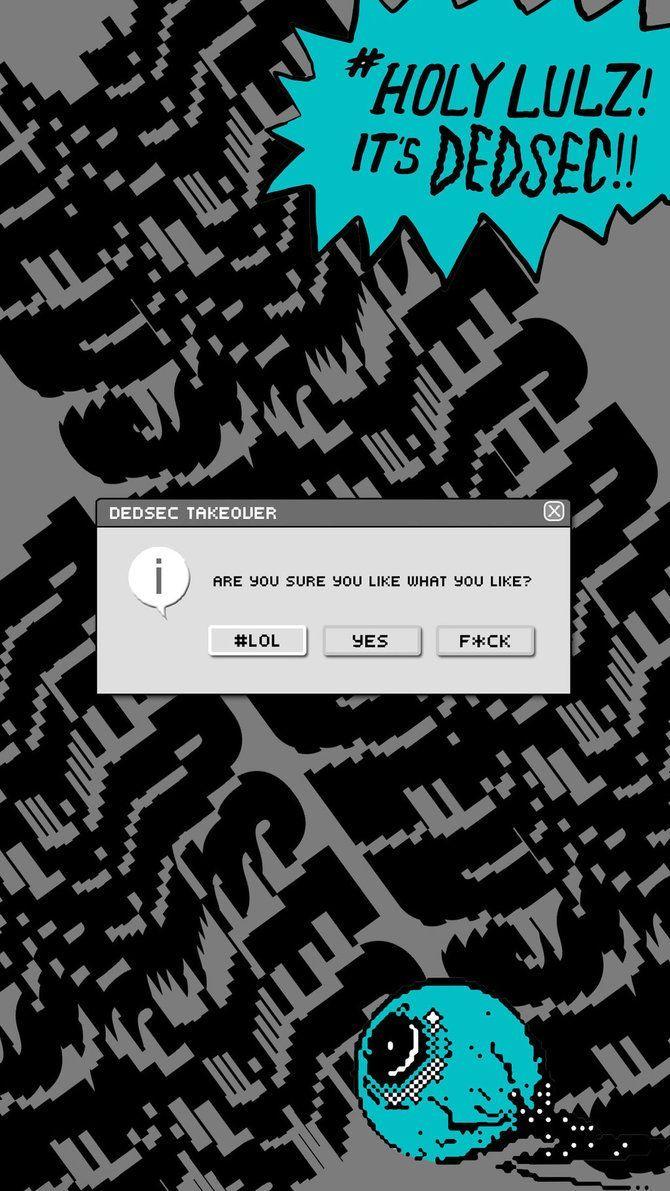 #HOLY LULZ!
IT'S DEDSEC!!
DEDSEC TAKEOVER
i
ARE YOU SURE YOU LIKE WHAT YOU LIKE?
#LOL YES F*CK